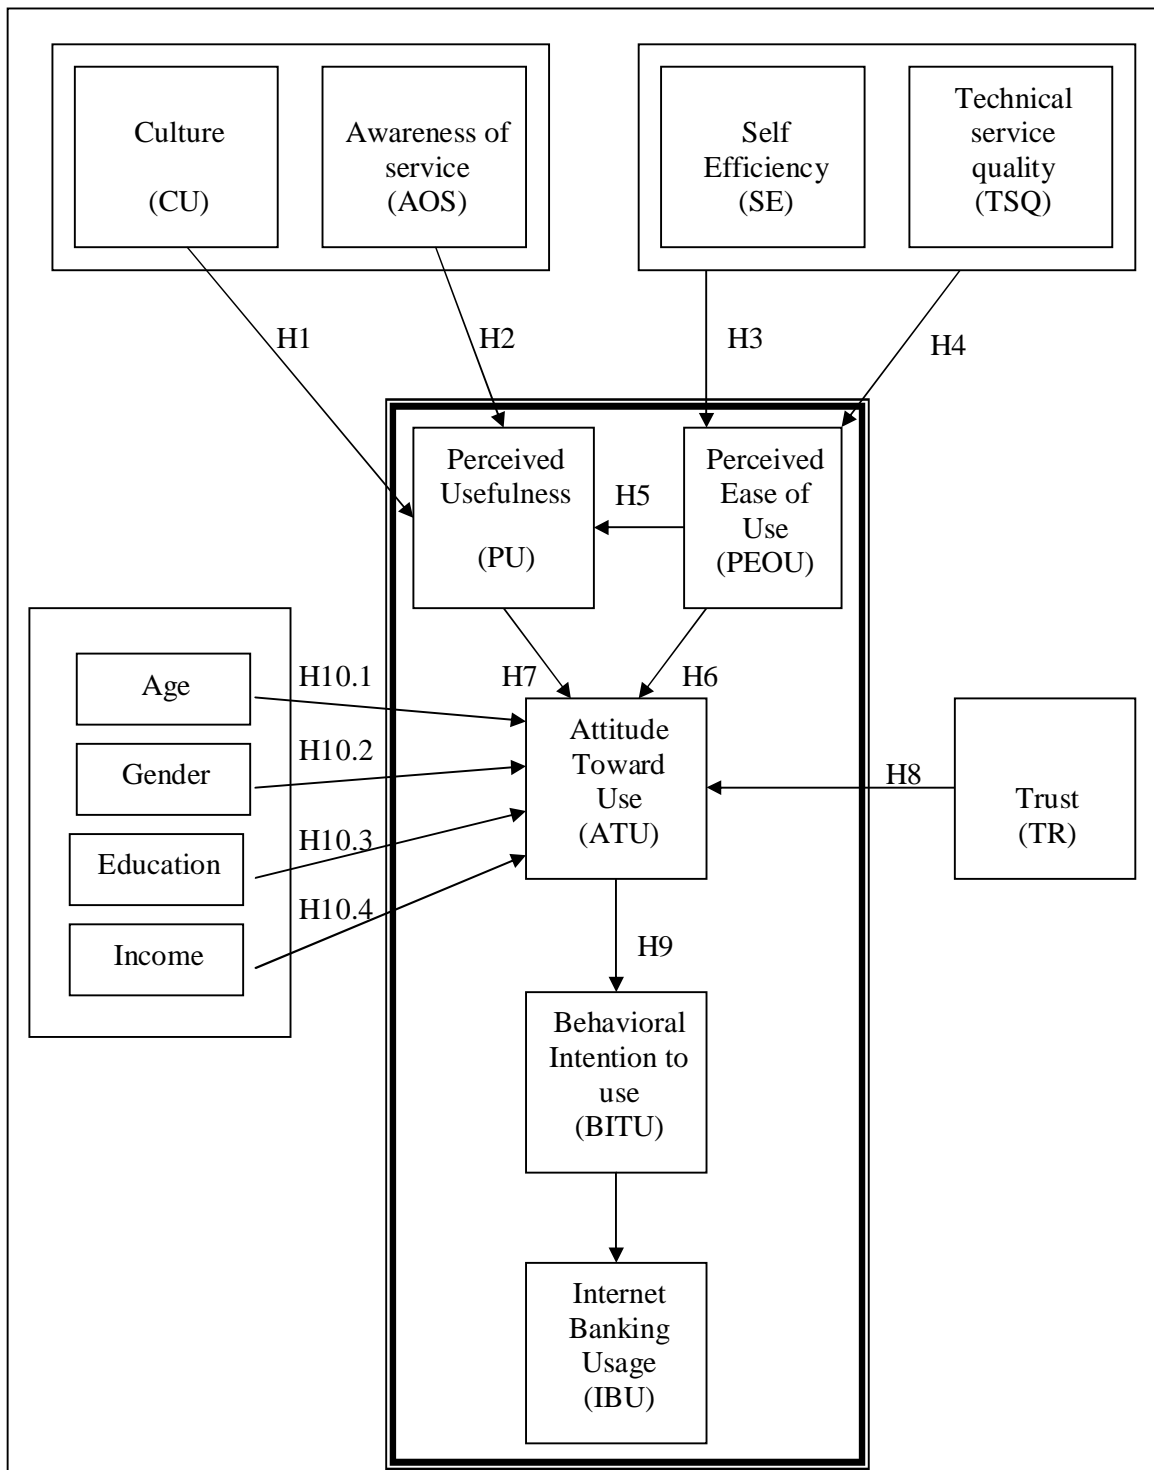 Culture
(CU)
Awareness of
service
(AOS)
Self
Efficiency
(SE)
Technical
service
quality
(TSQ)
H1
H2
H3
H4
Perceived
Usefulness
(PU)
H5
Perceived
Ease of
Use
(PEOU)
H7
H6
Age
Gender
Education
Income
H10.1
H10.2
H10.3
H10.4
Attitude
Toward
Use
(ATU)
H8
Trust
(TR)
H9
Behavioral
Intention to
use
(BITU)
Internet
Banking
Usage
(IBU)